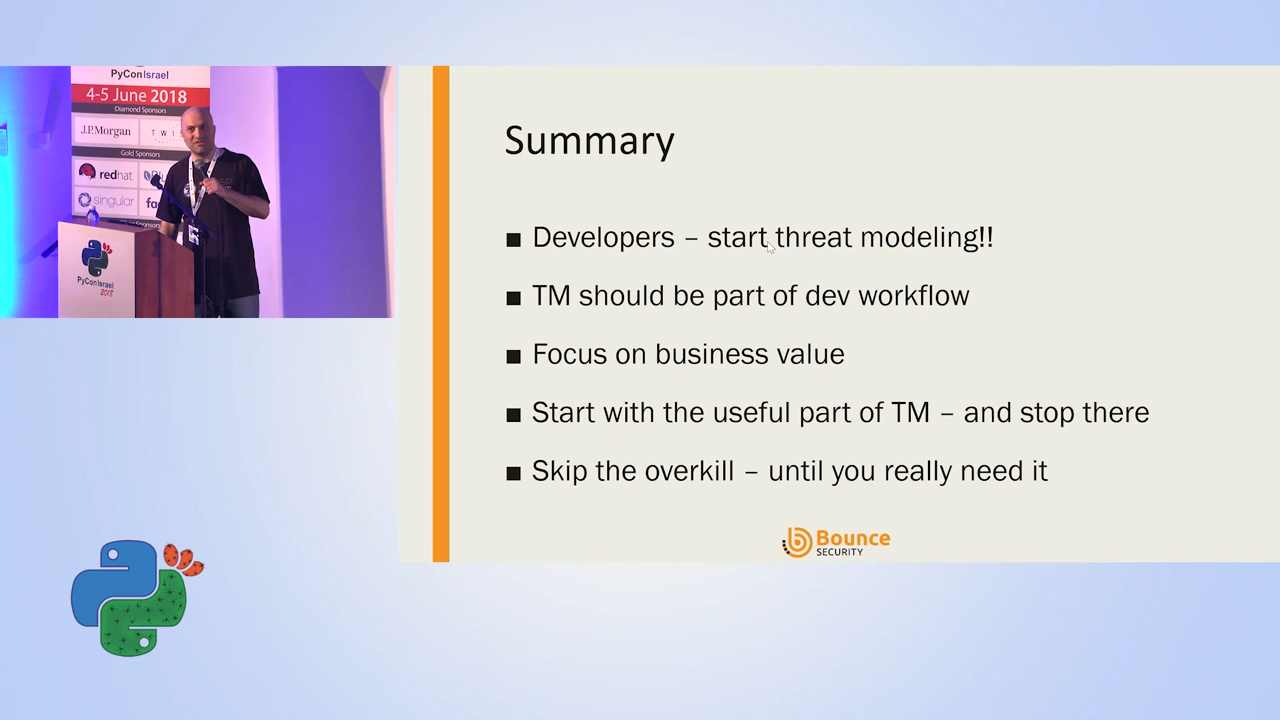 PyConIsrael
4-5 June 2018
Diamond Sponsors
J.P.Morgan
Gold Sponsors
redhat
singular
PyConIsrael
2018
Summary
■ Developers – start threat modeling!!
■ TM should be part of dev workflow
■ Focus on business value
■ Start with the useful part of TM – and stop there
■ Skip the overkill – until you really need it
Bounce
SECURITY